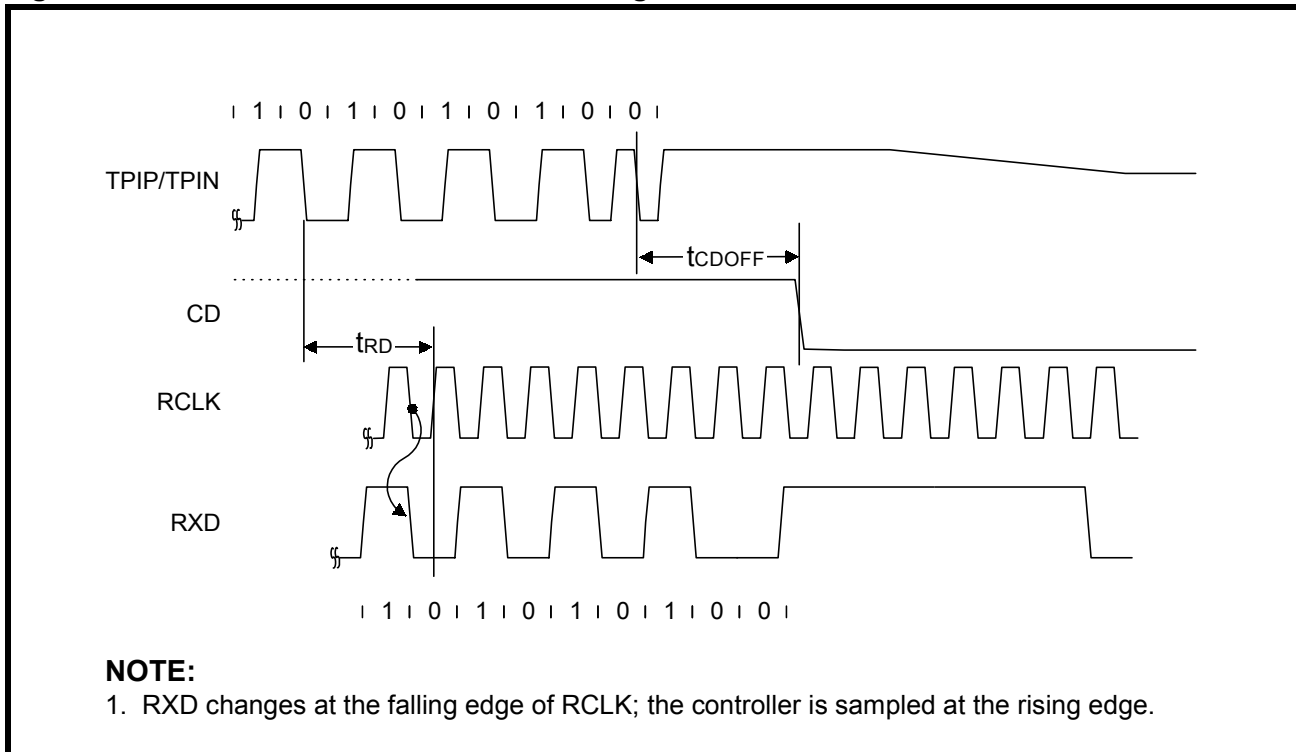 1 0 1 0 1 0 1 0 0
TPIP/TPIN
tCDOFF
CD
tRD
RCLK
RXD
1 0 1 0 1 0 1 0 0
NOTE:
1. RXD changes at the falling edge of RCLK; the controller is sampled at the rising edge.